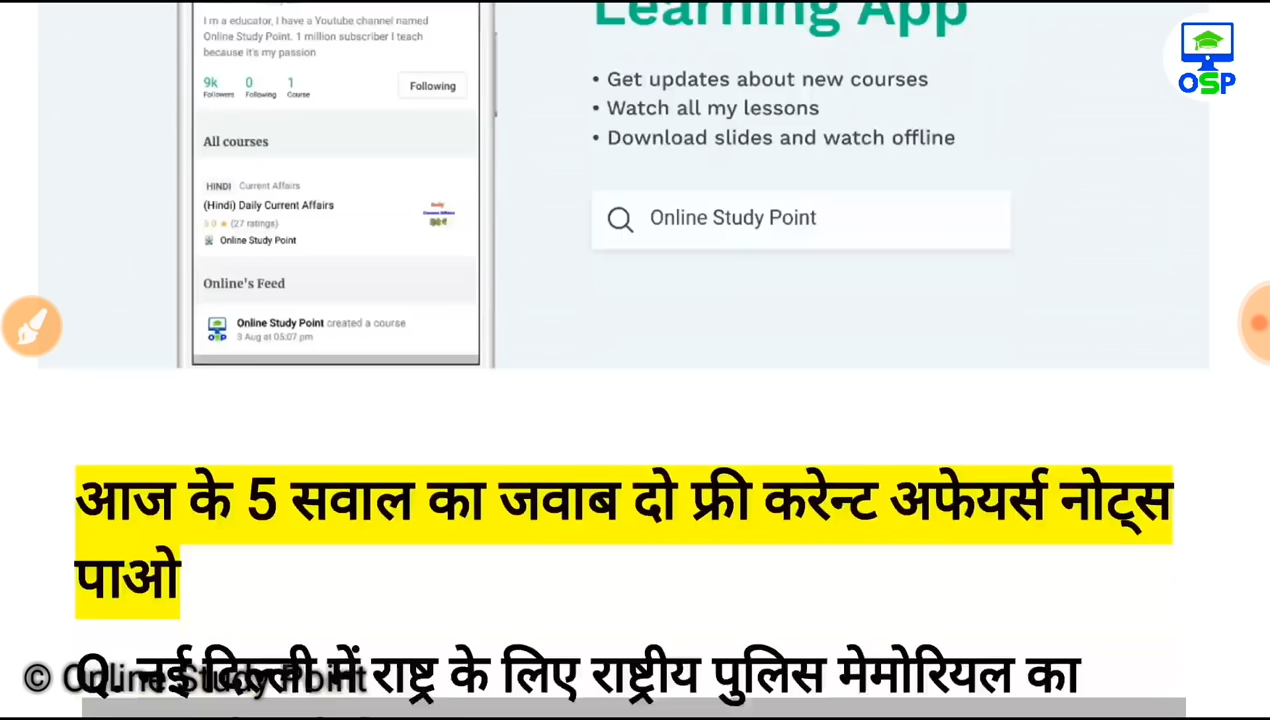 I m a educator, I have a Youtube channel named
Online Study Point. 1 million subscriber I teach
because it's my passion
9k 0 1
Followers Following Course
Following
All courses
HINDI Current Affairs
(Hindi) Daily Current Affairs
5.0 ★ (27 ratings)
Online Study Point
Online's Feed
Online Study Point created a course
3 Aug at 05:07 pm
Learning App
• Get updates about new courses
• Watch all my lessons
• Download slides and watch offline
Online Study Point
OSP
आज के 5 सवाल का जवाब दो फ्री करेन्ट अफेयर्स नोट्स
पाओ
Q. नई दिल्ली में राष्ट्र के लिए राष्ट्रीय पुलिस मेमोरियल का
© Online Study Point